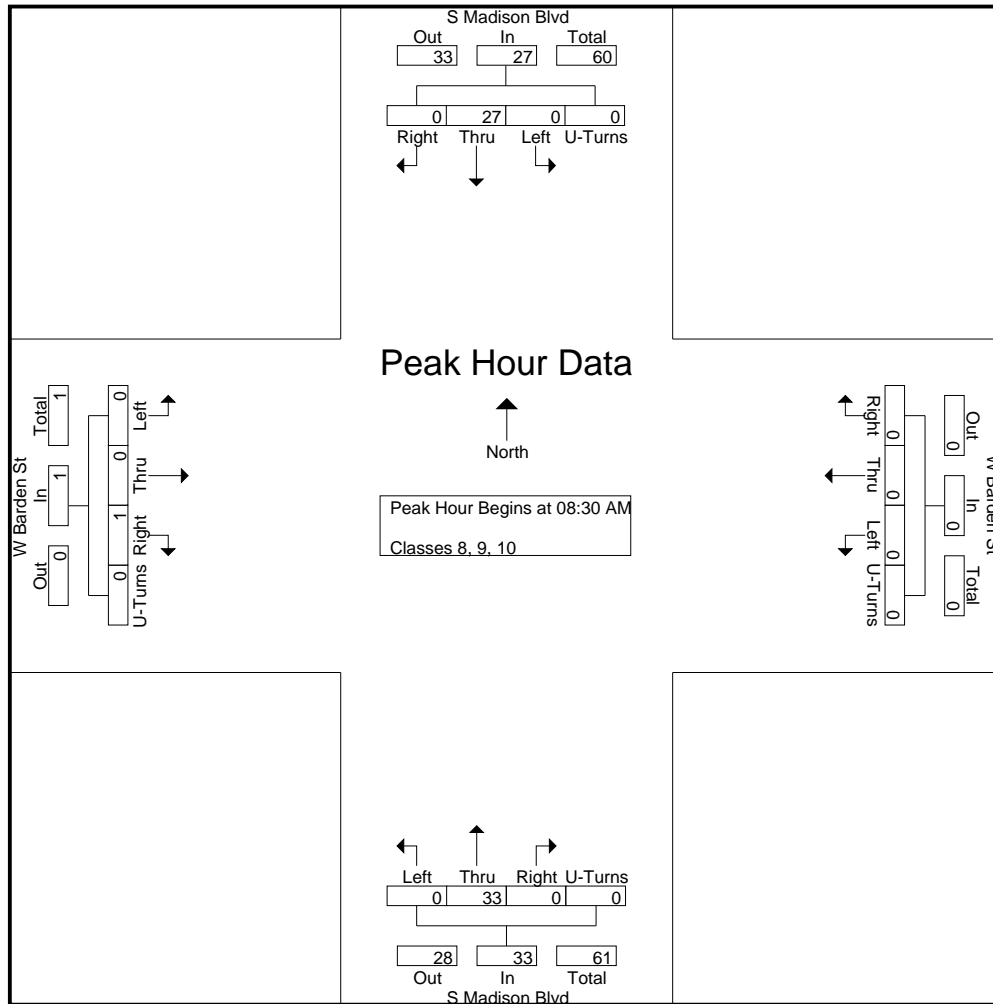 S Madison Blvd
Out In Total
33 27 60
0 27 0 0
Right Thru Left U-Turns
Peak Hour Data
North
Peak Hour Begins at 08:30 AM
Classes 8, 9, 10
W Barden St
Out In Total
0 1 1
0 1 0 0
U-Turns Right Thru Left
W Barden St
Out In Total
0 0 0
0 0 0 0
Right Thru Left U-Turns
Left Thru Right U-Turns
0 33 0 0
28 33 61
Out In Total
S Madison Blvd